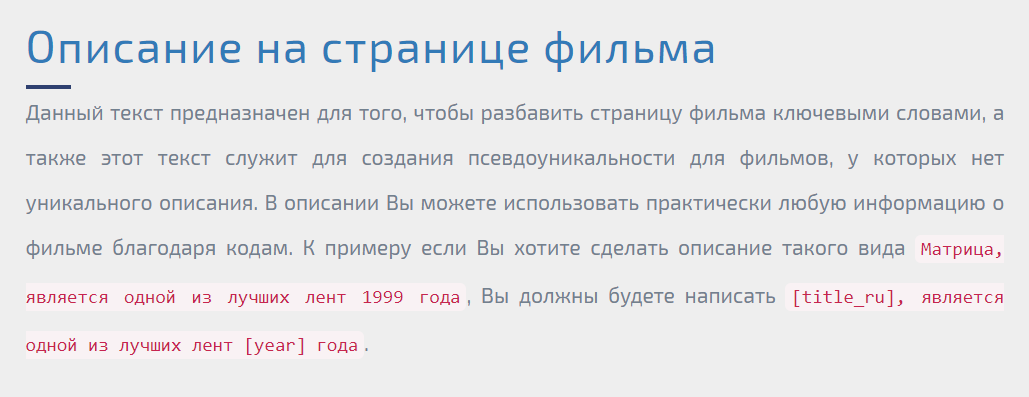 Описание на странице фильма
Данный текст предназначен для того, чтобы разбавить страницу фильма ключевыми словами, а
также этот текст служит для создания псевдоуникальности для фильмов, у которых нет
уникального описания. В описании Вы можете использовать практически любую информацию о
фильме благодаря кодам. К примеру если Вы хотите сделать описание такого вида Матрица,
является одной из лучших лент 1999 года, Вы должны будете написать [title_ru], является
одной из лучших лент [year] года.